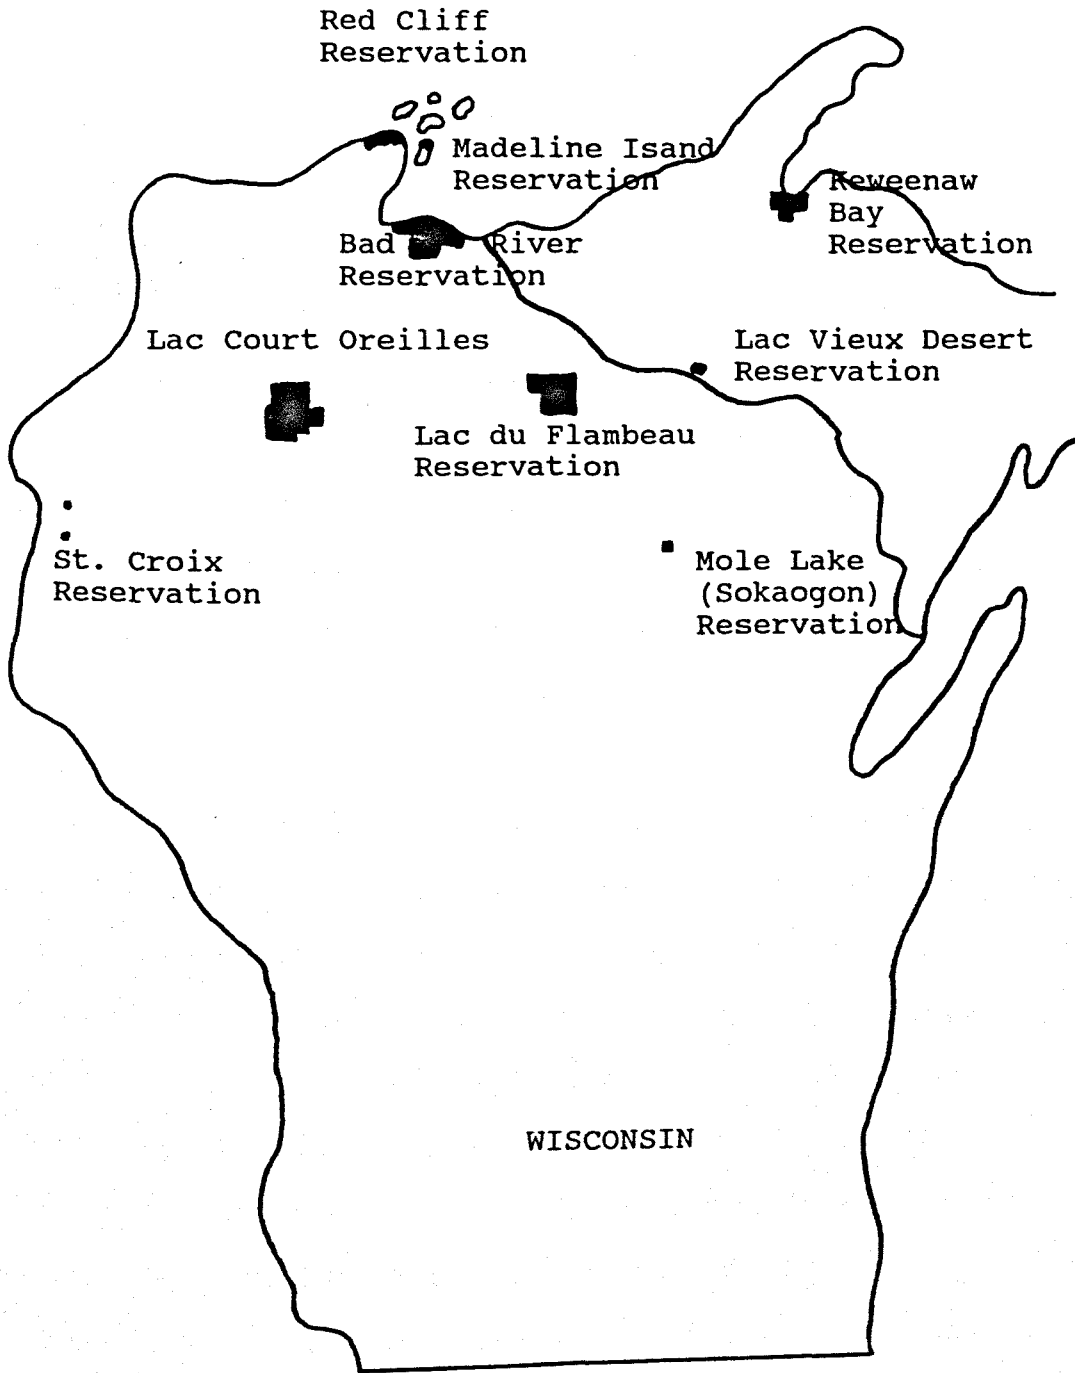 Red Cliff
Reservation
Madeline Isand
Reservation
Keweenaw
Bay
Reservation
Bad River
Reservation
Lac Court Oreilles
Lac Vieux Desert
Reservation
Lac du Flambeau
Reservation
St. Croix
Reservation
Mole Lake
(Sokaogon)
Reservation
WISCONSIN